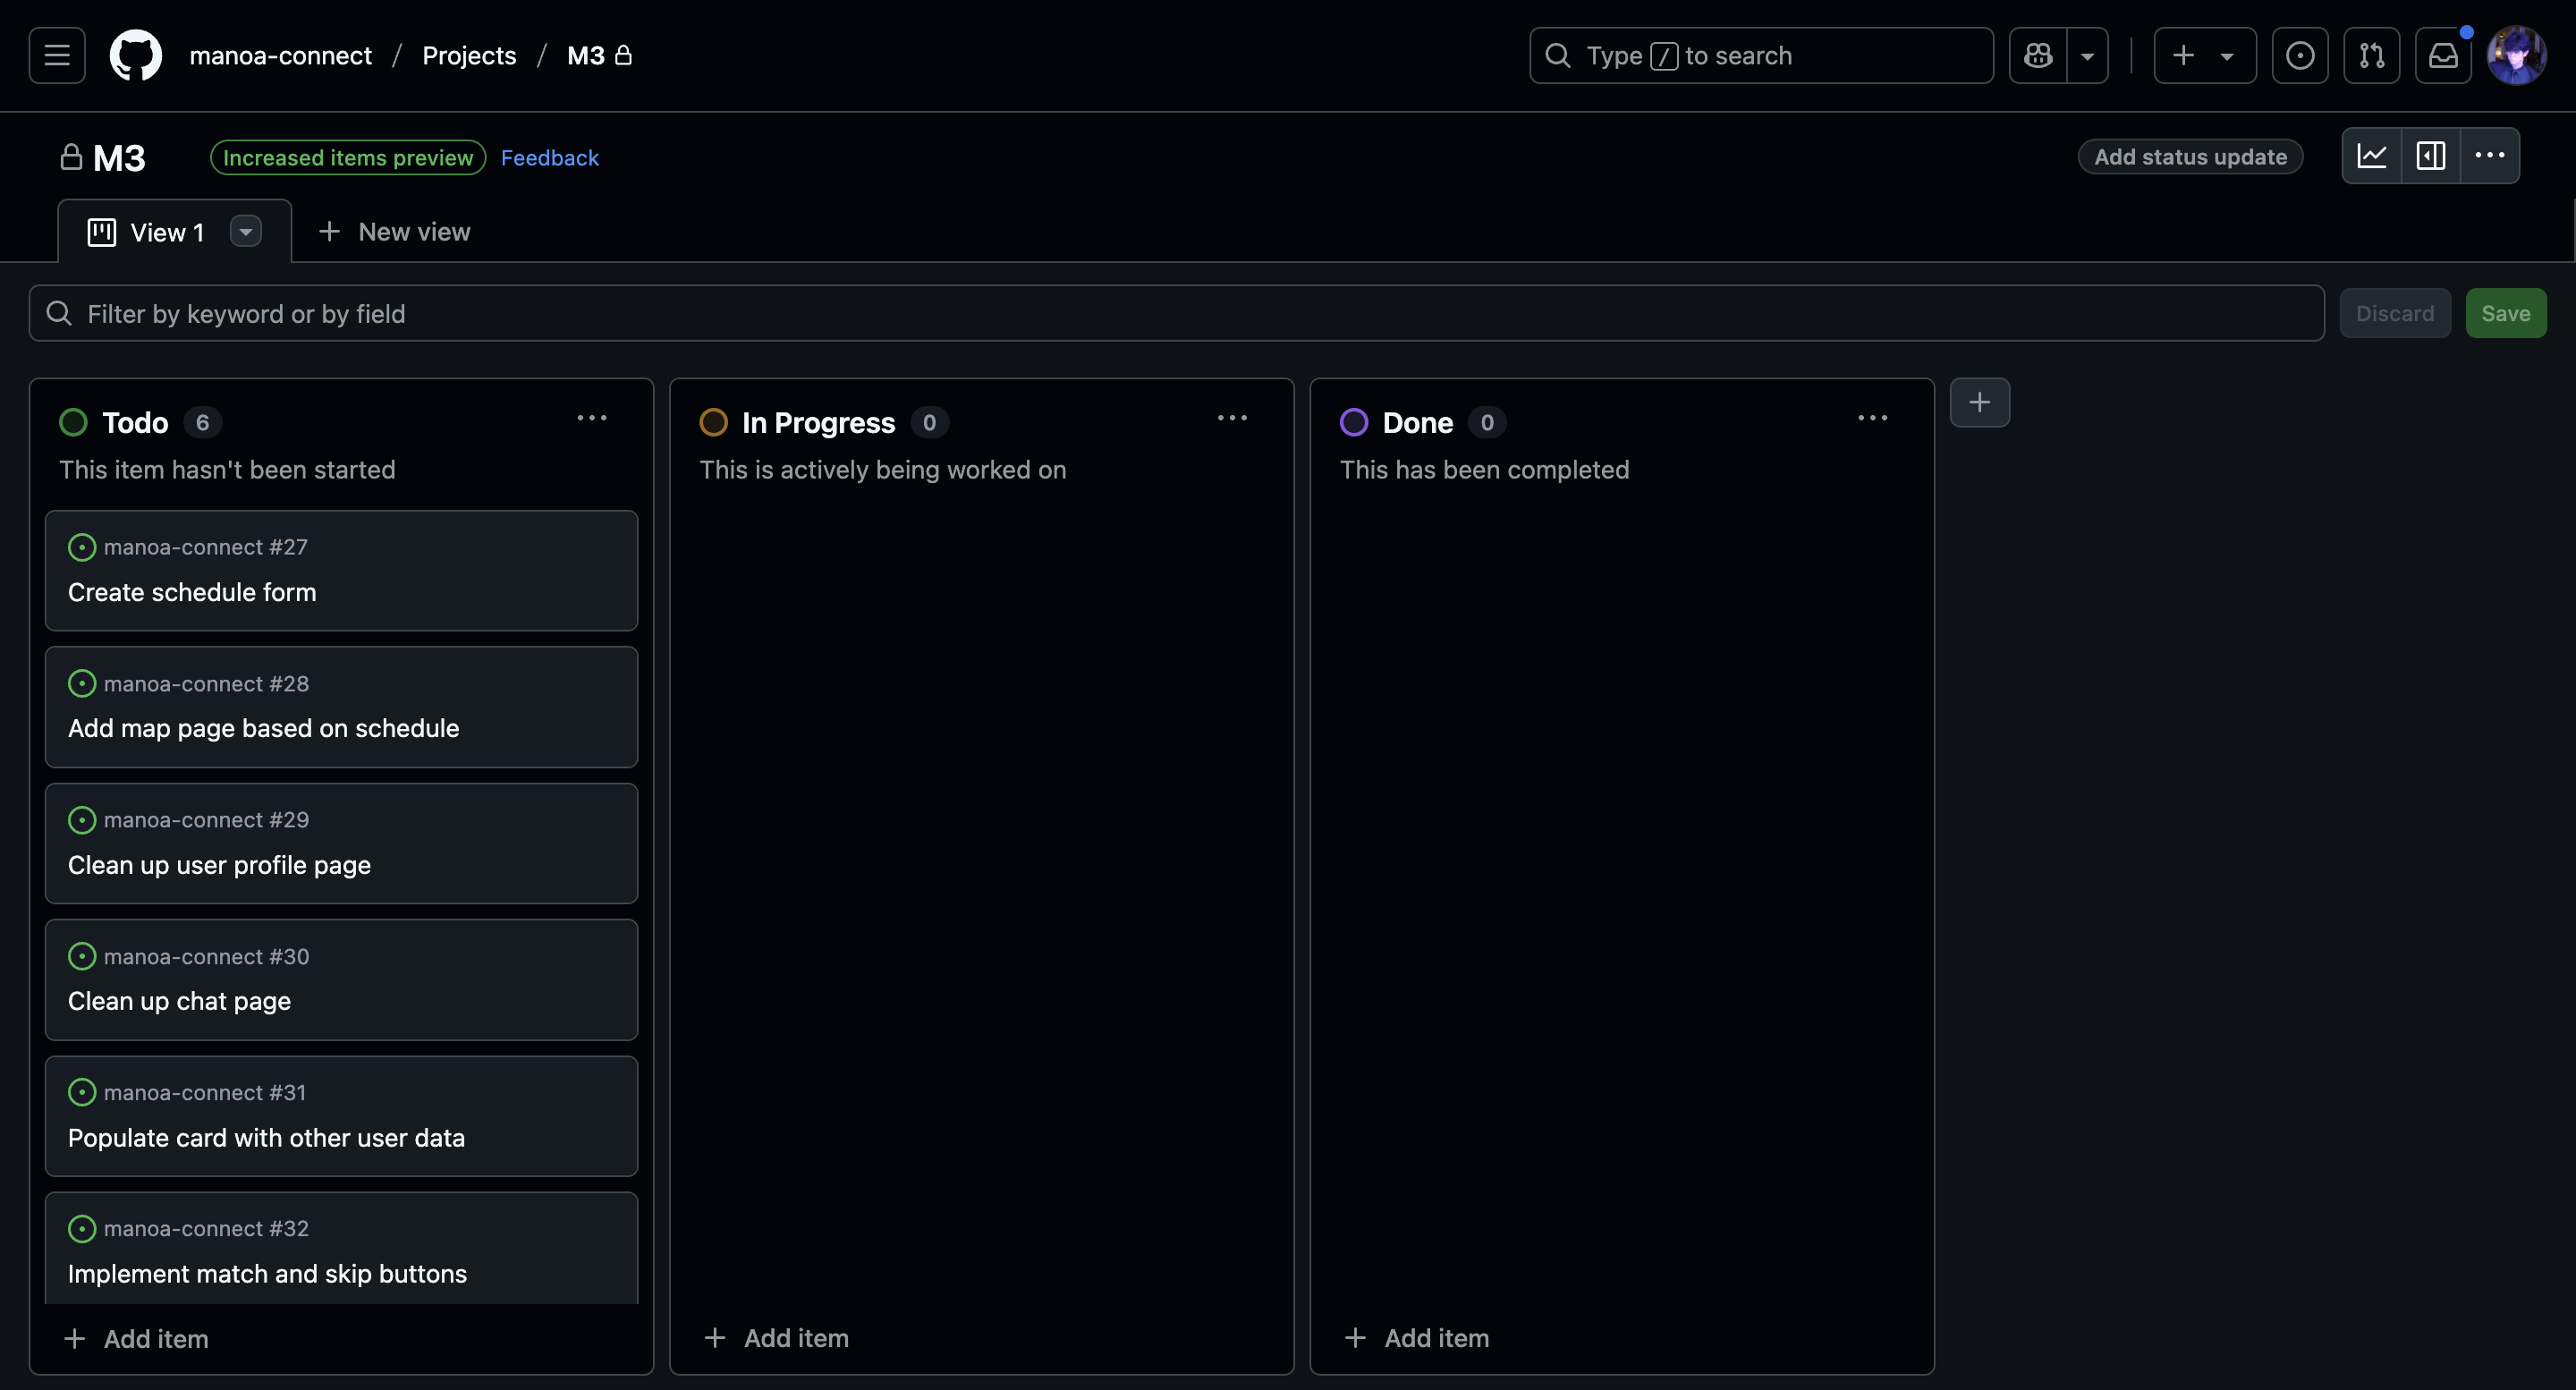 manoa-connect / Projects / M3
Type / to search
M3
Increased items preview
Feedback
Add status update
View 1
New view
Filter by keyword or by field
Discard
Save
Todo 6
This item hasn't been started
manoa-connect #27
Create schedule form
manoa-connect #28
Add map page based on schedule
manoa-connect #29
Clean up user profile page
manoa-connect #30
Clean up chat page
manoa-connect #31
Populate card with other user data
manoa-connect #32
Implement match and skip buttons
Add item
In Progress 0
This is actively being worked on
Add item
Done 0
This has been completed
Add item